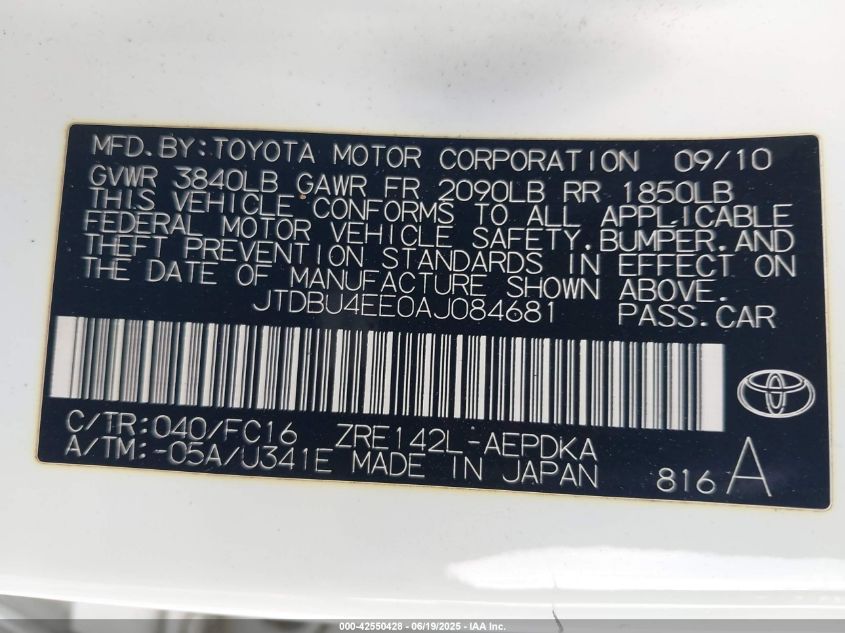 MFD.BY:TOYOTA MOTOR CORPORATION 09/10
GVWR 3840LB GAWR FR 2090LB RR 1850LB
THIS VEHICLE CONFORMS TO ALL APPLICABLE
FEDERAL MOTOR VEHICLE SAFETY,BUMPER,AND
THEFT PREVENTION STANDARDS IN EFFECT ON
THE DATE OF MANUFACTURE SHOWN ABOVE.
JTDBU4EE0AJ084681 PASS.CAR
C/TR:040/FC16 ZRE142L-AEPDKA
A/TM:-05A/U341E MADE IN JAPAN 816 A
000-42550428 - 06/19/2025 - IAA Inc.